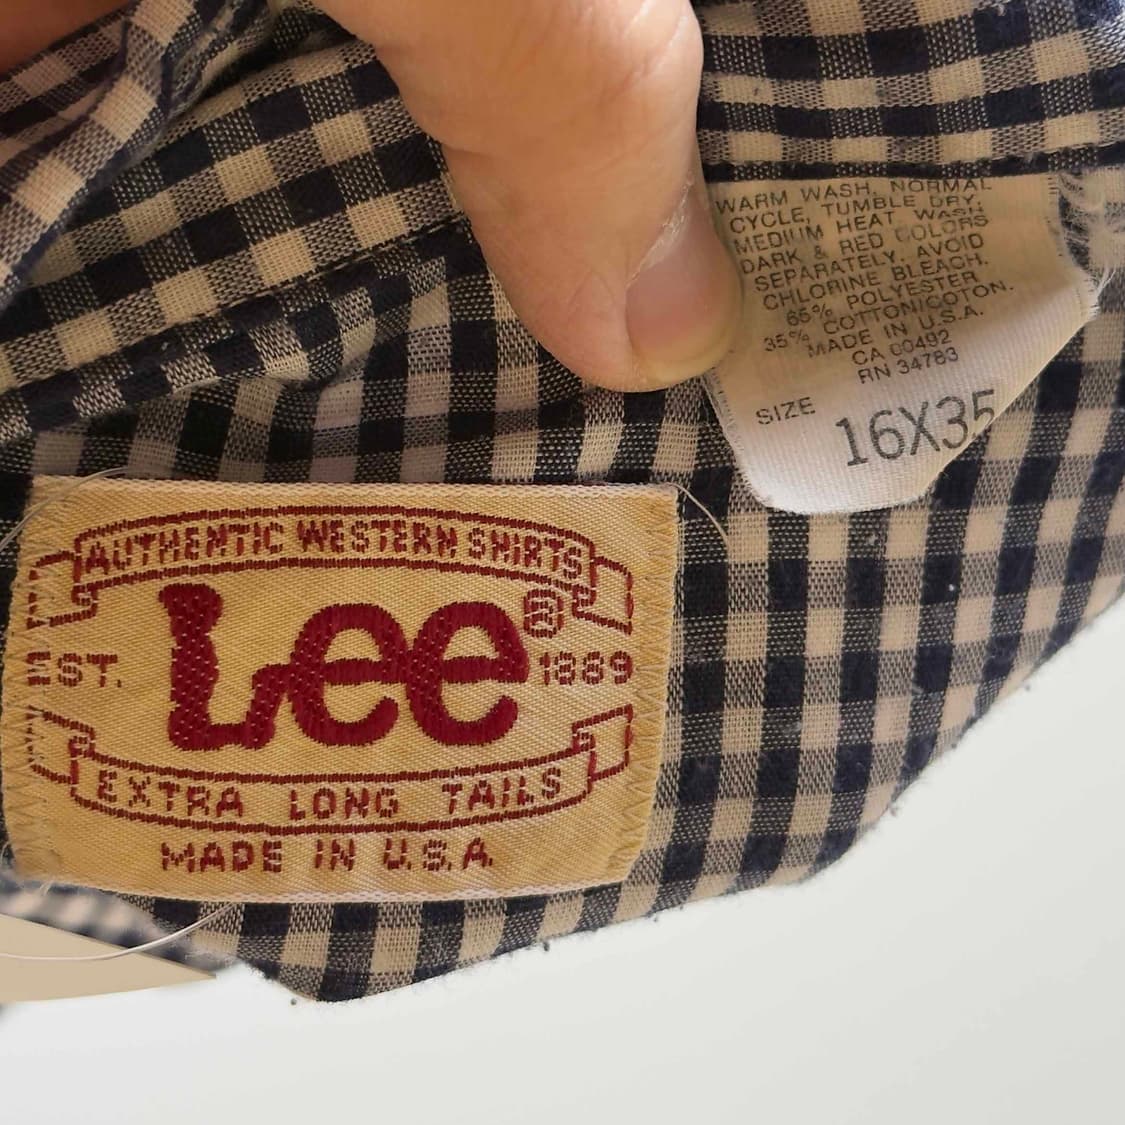 AUTHENTIC WESTERN SHIRTS
Lee®
EST. 1889
EXTRA LONG TAILS
MADE IN U.S.A.
WARM WASH. NORMAL
CYCLE, TUMBLE DRY,
MEDIUM HEAT. WASH
DARK & RED COLORS
SEPARATELY. AVOID
CHLORINE BLEACH.
65% POLYESTER
35% COTTON\COTON.
MADE IN U.S.A.
CA 00492
RN 34783
SIZE 16X35